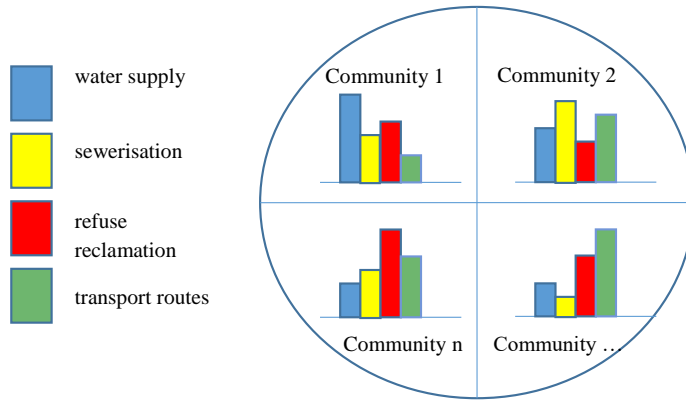 water supply
sewerisation
refuse
reclamation
transport routes
Community 1
Community 2
Community n
Community …